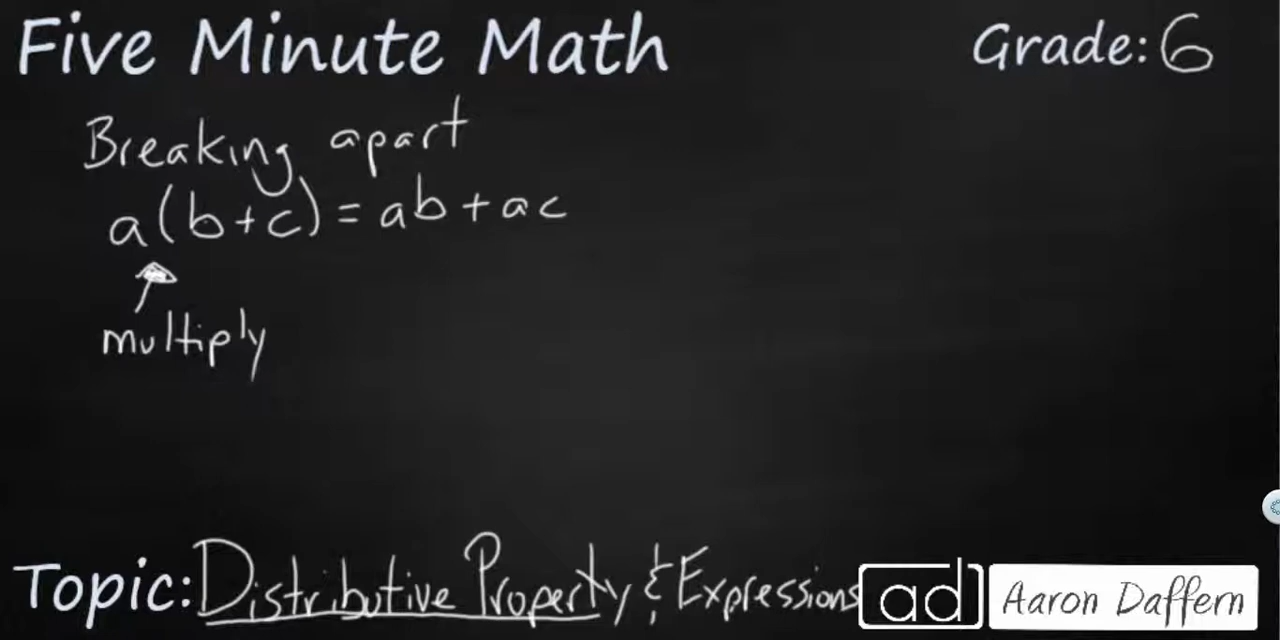 Five Minute Math
Grade: 6
Breaking apart
a(b+c) = ab + ac
multiply
Topic: Distributive Property & Expressions
ad
Aaron Daffern